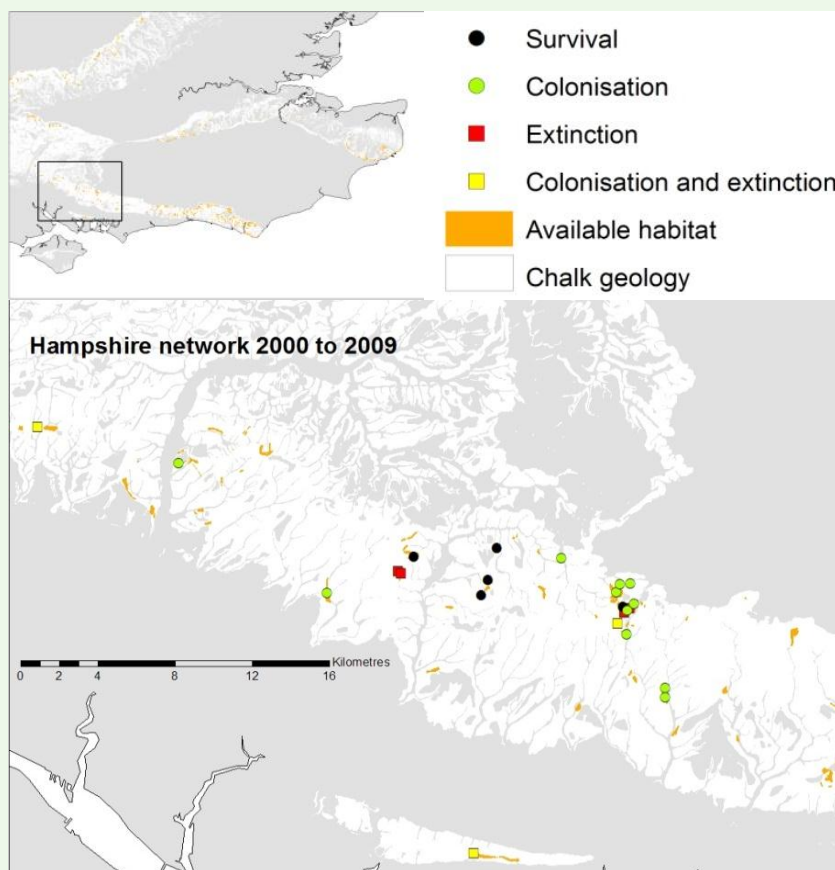 Survival
Colonisation
Extinction
Colonisation and extinction
Available habitat
Chalk geology
Hampshire network 2000 to 2009
Kilometres
0 2 4 8 12 16